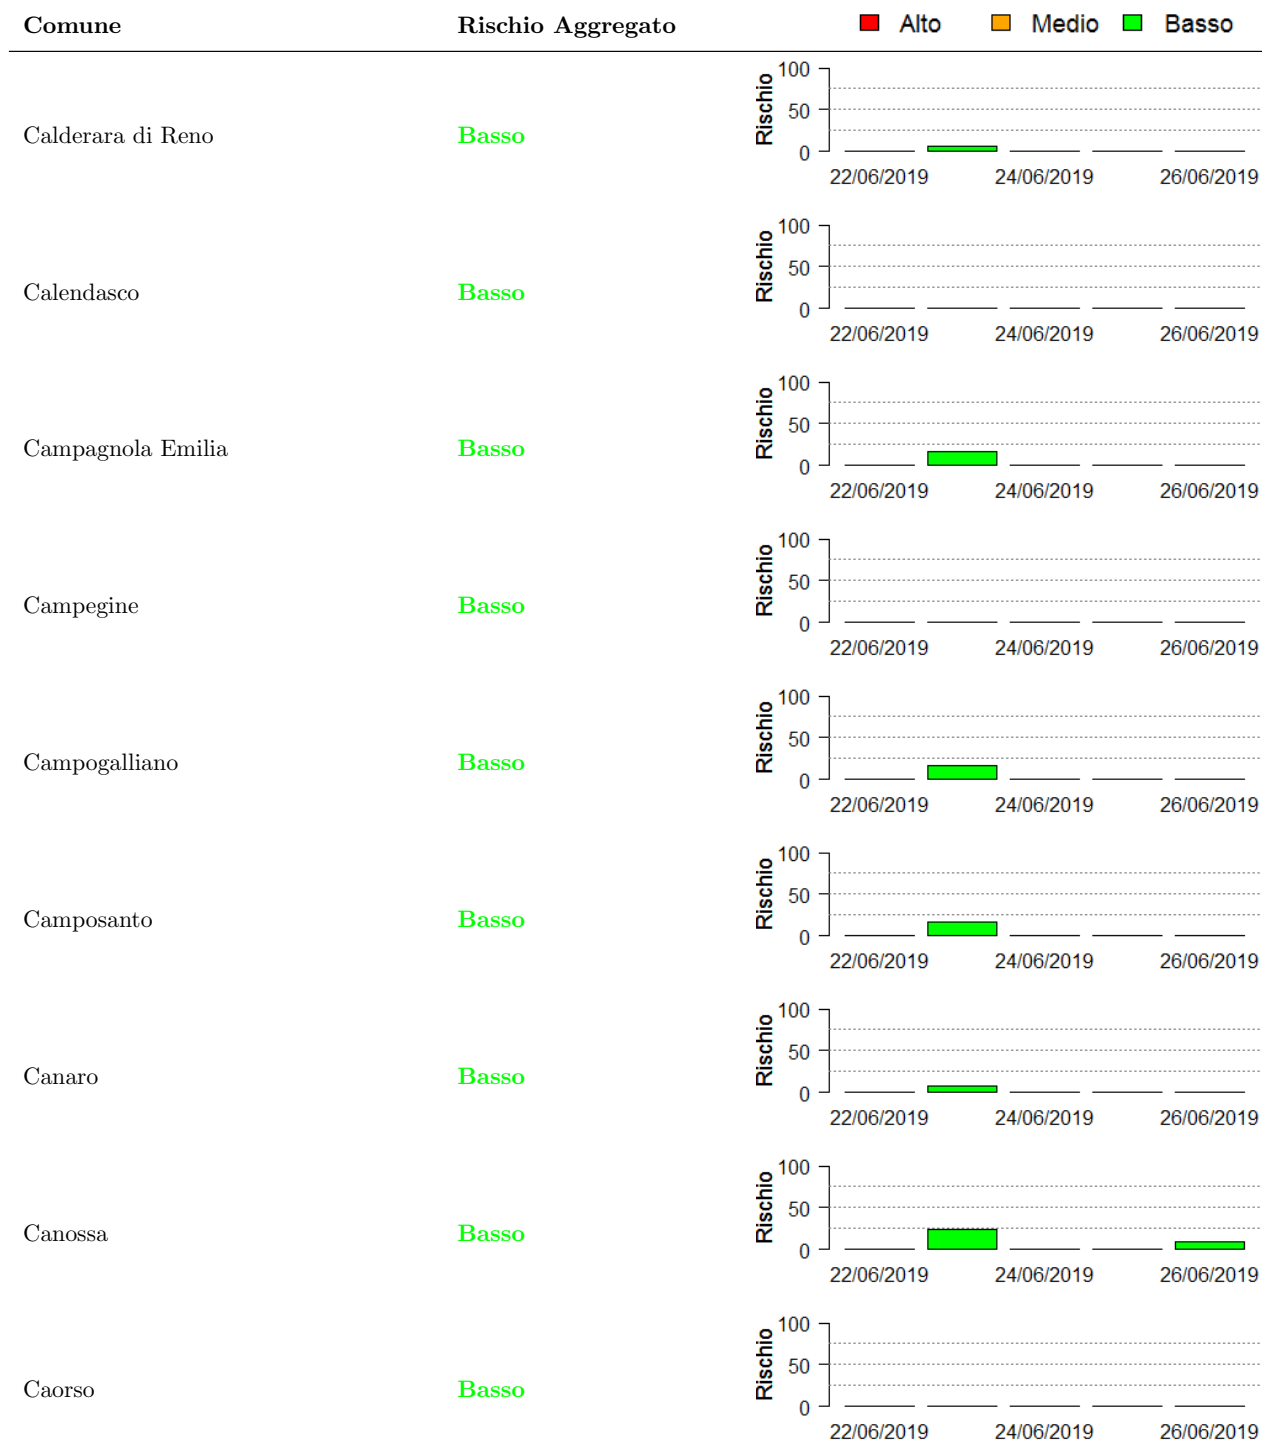 Comune Rischio Aggregato Alto Medio Basso
Calderara di Reno Basso Rischio 100 50 0
22/06/2019 24/06/2019 26/06/2019
Calendasco Basso Rischio 100 50 0
22/06/2019 24/06/2019 26/06/2019
Campagnola Emilia Basso Rischio 100 50 0
22/06/2019 24/06/2019 26/06/2019
Campegine Basso Rischio 100 50 0
22/06/2019 24/06/2019 26/06/2019
Campogalliano Basso Rischio 100 50 0
22/06/2019 24/06/2019 26/06/2019
Camposanto Basso Rischio 100 50 0
22/06/2019 24/06/2019 26/06/2019
Canaro Basso Rischio 100 50 0
22/06/2019 24/06/2019 26/06/2019
Canossa Basso Rischio 100 50 0
22/06/2019 24/06/2019 26/06/2019
Caorso Basso Rischio 100 50 0
22/06/2019 24/06/2019 26/06/2019